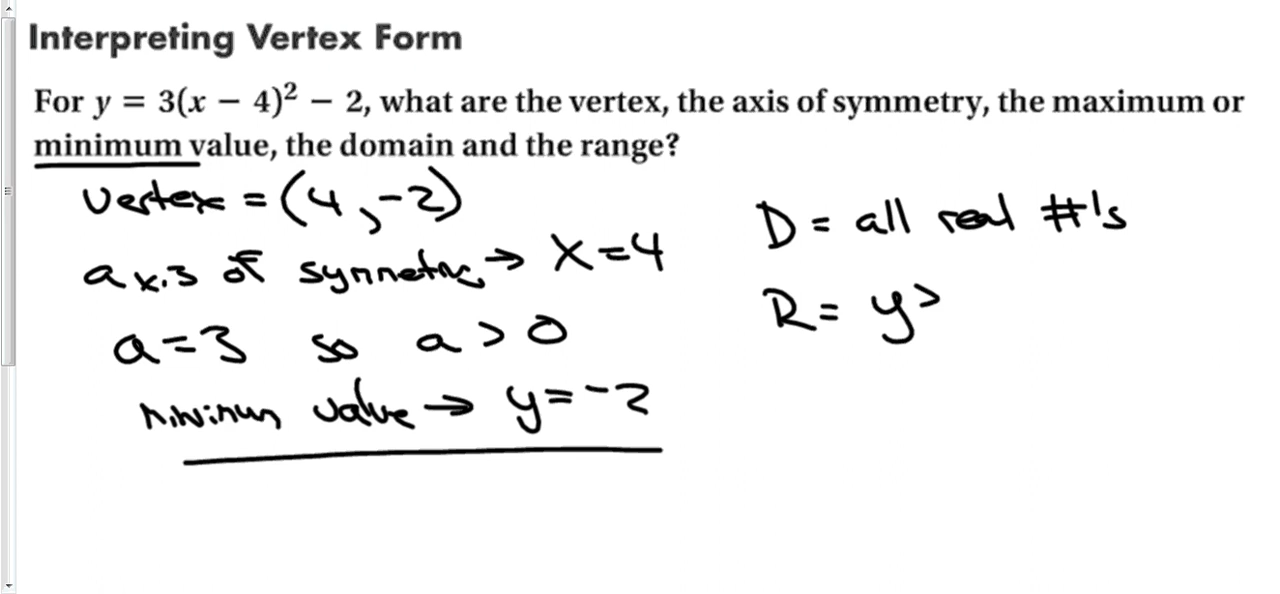 Interpreting Vertex Form
For y = 3(x − 4)² − 2, what are the vertex, the axis of symmetry, the maximum or
minimum value, the domain and the range?
Vertex = (4, -2)
axis of symmetry → x=4
a=3 so a > 0
minimum value → y=-2
D = all real #'s
R = y>